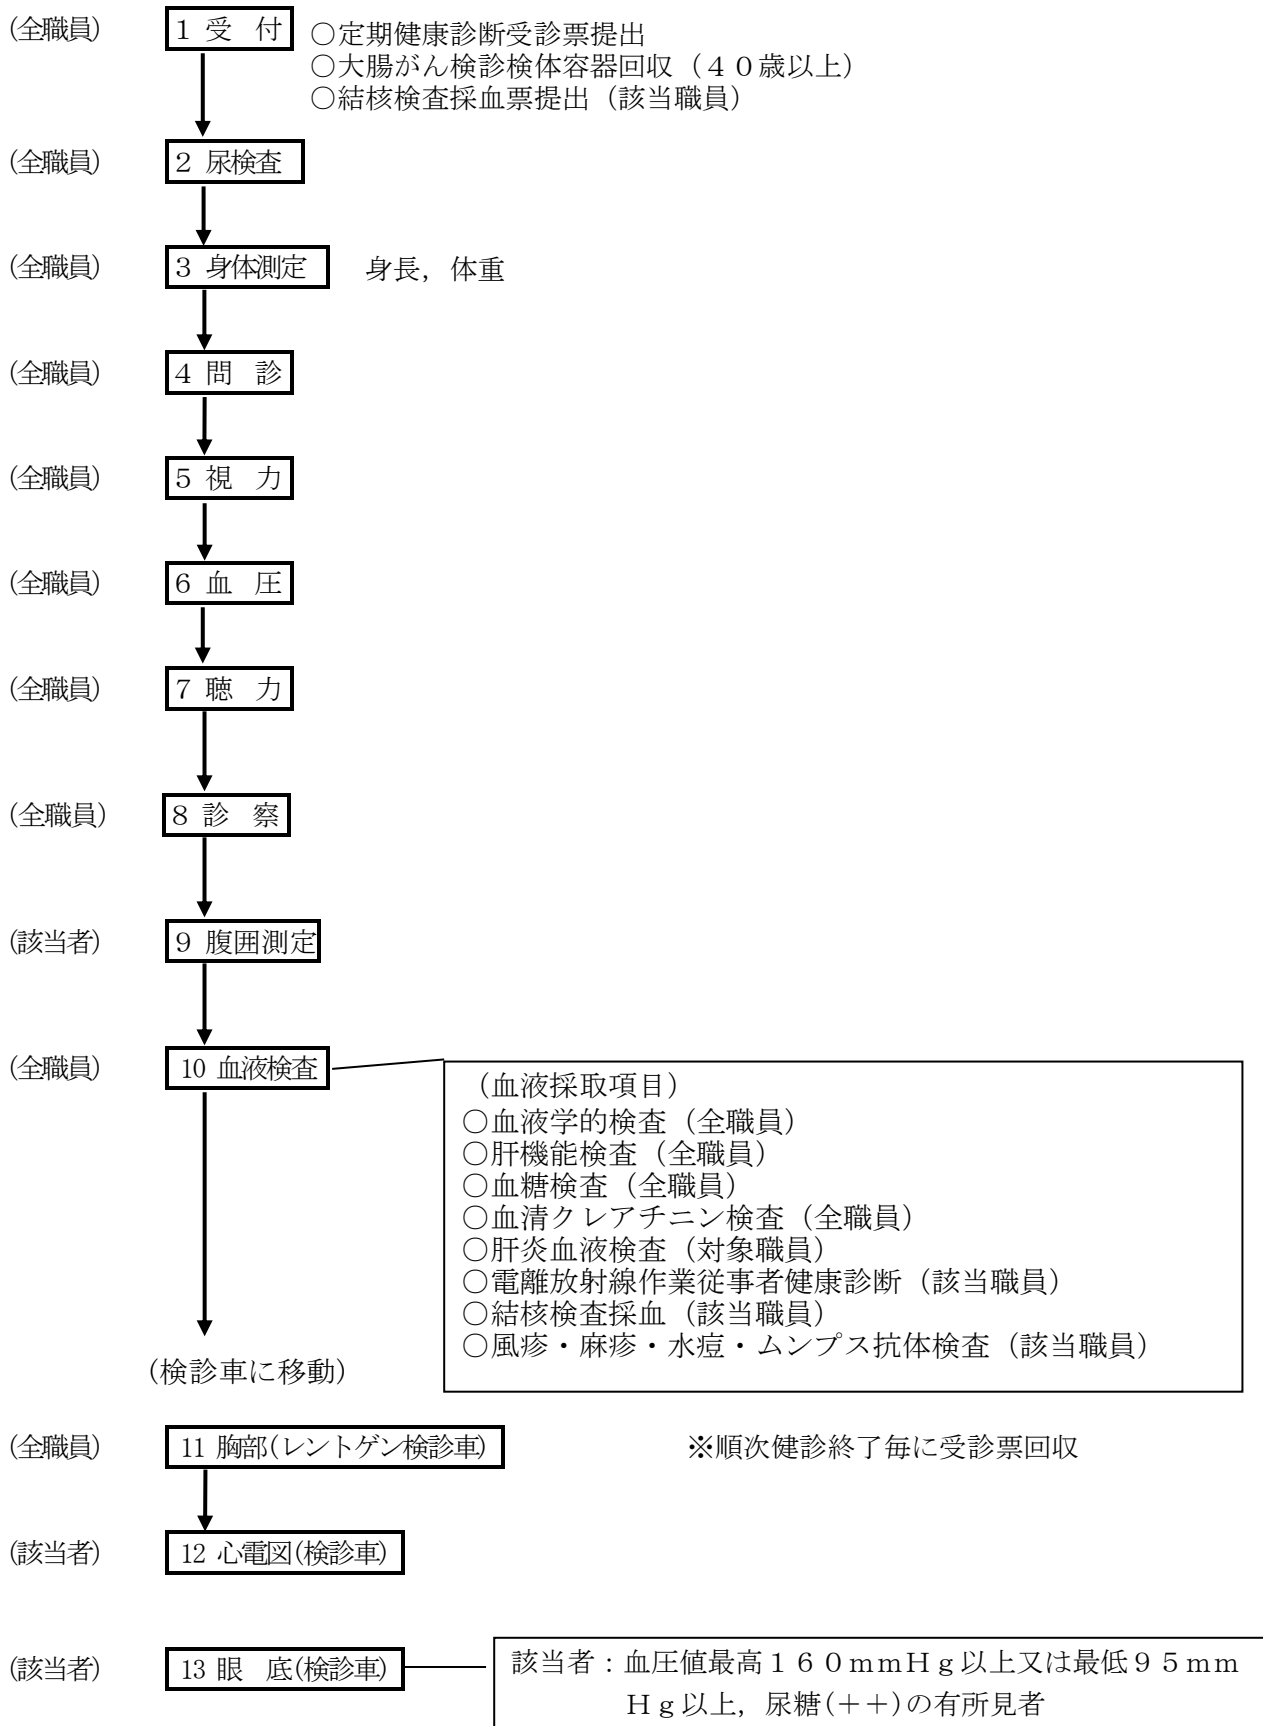 (全職員) １ 受　付 ○定期健康診断受診票提出
○大腸がん検診検体容器回収（４０歳以上）
○結核検査採血票提出（該当職員）
(全職員) ２ 尿検査
(全職員) ３ 身体測定 身長，体重
(全職員) ４ 問　診
(全職員) ５ 視　力
(全職員) ６ 血　圧
(全職員) ７ 聴　力
(全職員) ８ 診　察
(該当者) ９ 腹囲測定
(全職員) 10 血液検査
（血液採取項目）
○血液学的検査（全職員）
○肝機能検査（全職員）
○血糖検査（全職員）
○血清クレアチニン検査（全職員）
○肝炎血液検査（対象職員）
○電離放射線作業従事者健康診断（該当職員）
○結核検査採血（該当職員）
○風疹・麻疹・水痘・ムンプス抗体検査（該当職員）
（検診車に移動）
(全職員) 11 胸部(レントゲン検診車) ※順次健診終了毎に受診票回収
(該当者) 12 心電図(検診車)
(該当者) 13 眼　底(検診車) 該当者：血圧値最高１６０ｍｍＨｇ以上又は最低９５ｍｍ
Ｈｇ以上，尿糖(＋＋)の有所見者